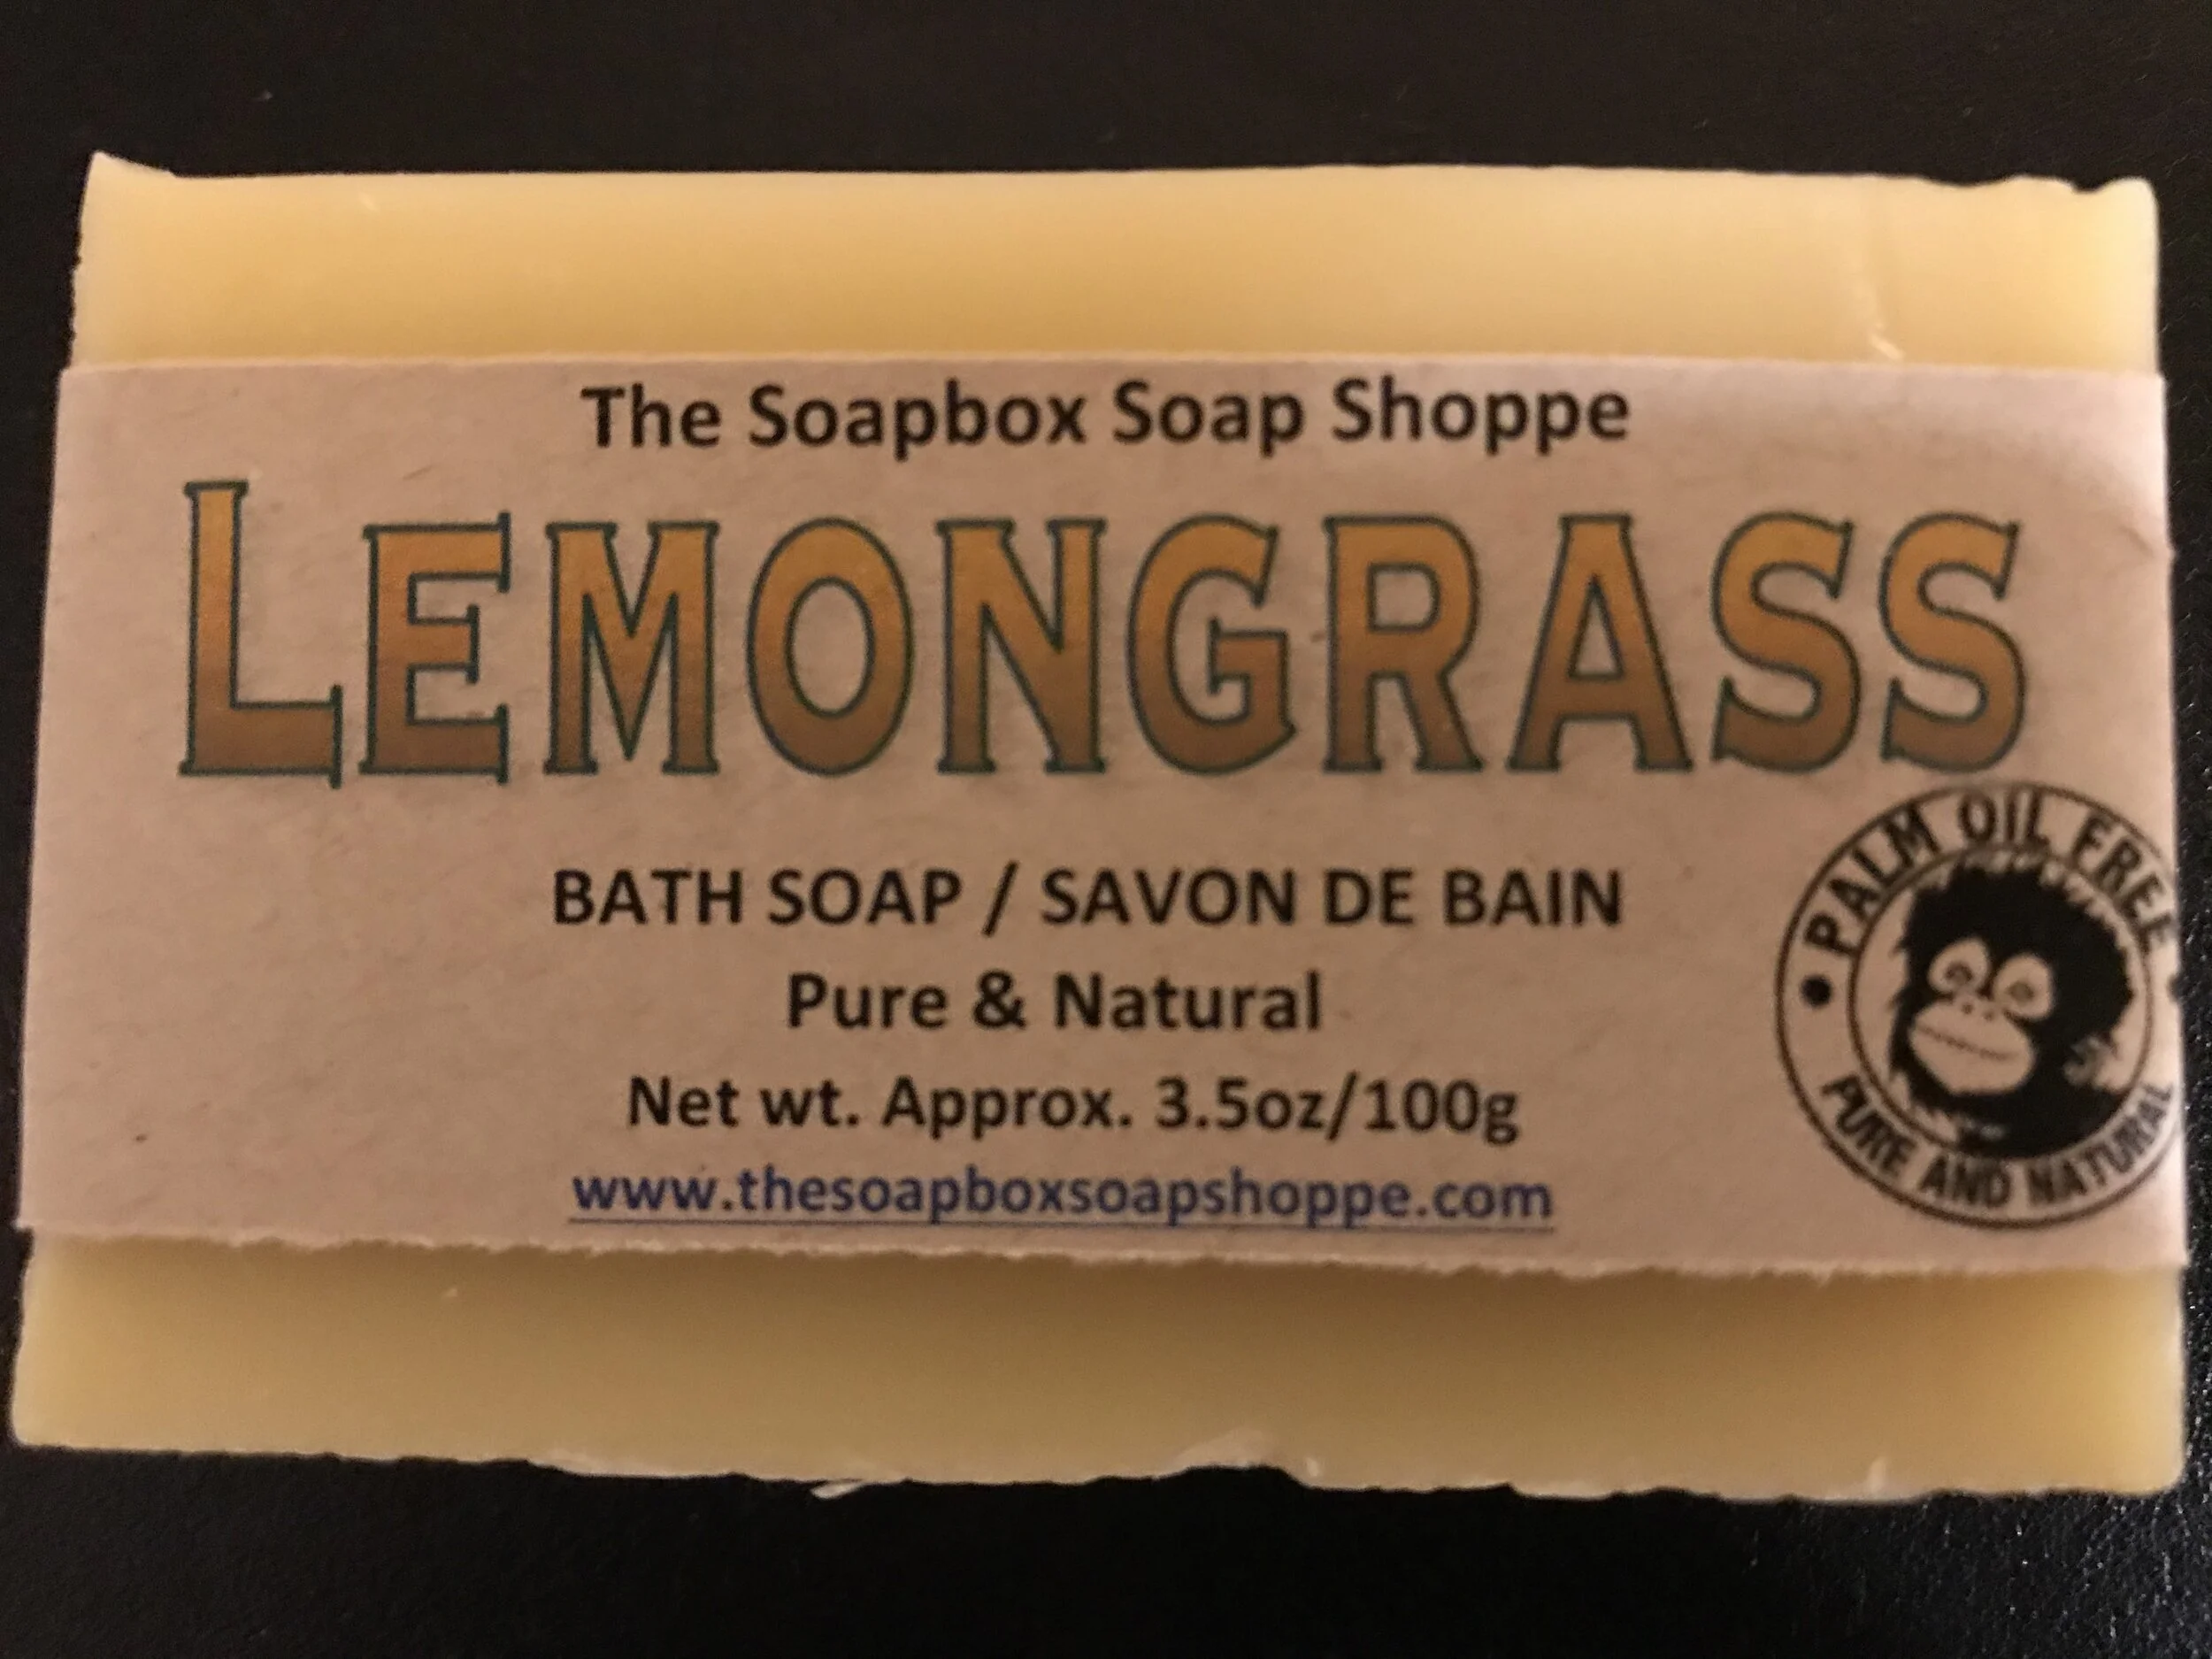 The Soapbox Soap Shoppe
LEMONGRASS
BATH SOAP / SAVON DE BAIN
Pure & Natural
Net wt. Approx. 3.5oz/100g
www.thesoapboxsoapshoppe.com
• PALM OIL FREE •
PURE AND NATURAL